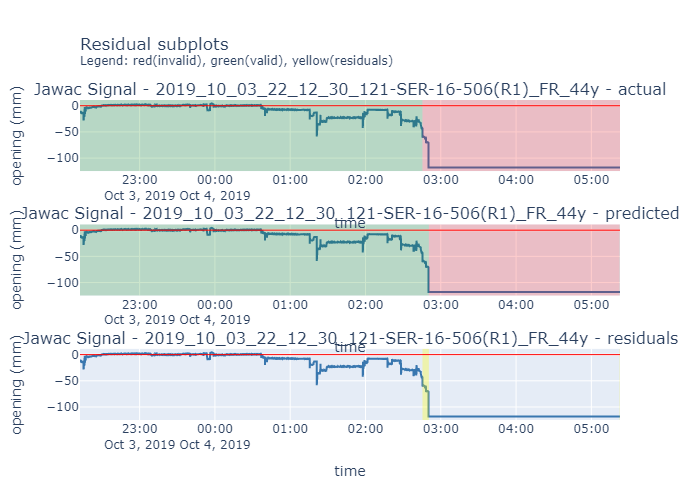 Residual subplots
Legend: red(invalid), green(valid), yellow(residuals)
Jawac Signal - 2019_10_03_22_12_30_121-SER-16-506(R1)_FR_44y - actual
opening (mm)
0
−50
−100
23:00 00:00 01:00 02:00 03:00 04:00 05:00
Oct 3, 2019 Oct 4, 2019
time
Jawac Signal - 2019_10_03_22_12_30_121-SER-16-506(R1)_FR_44y - predicted
opening (mm)
0
−50
−100
23:00 00:00 01:00 02:00 03:00 04:00 05:00
Oct 3, 2019 Oct 4, 2019
time
Jawac Signal - 2019_10_03_22_12_30_121-SER-16-506(R1)_FR_44y - residuals
opening (mm)
0
−50
−100
23:00 00:00 01:00 02:00 03:00 04:00 05:00
Oct 3, 2019 Oct 4, 2019
time